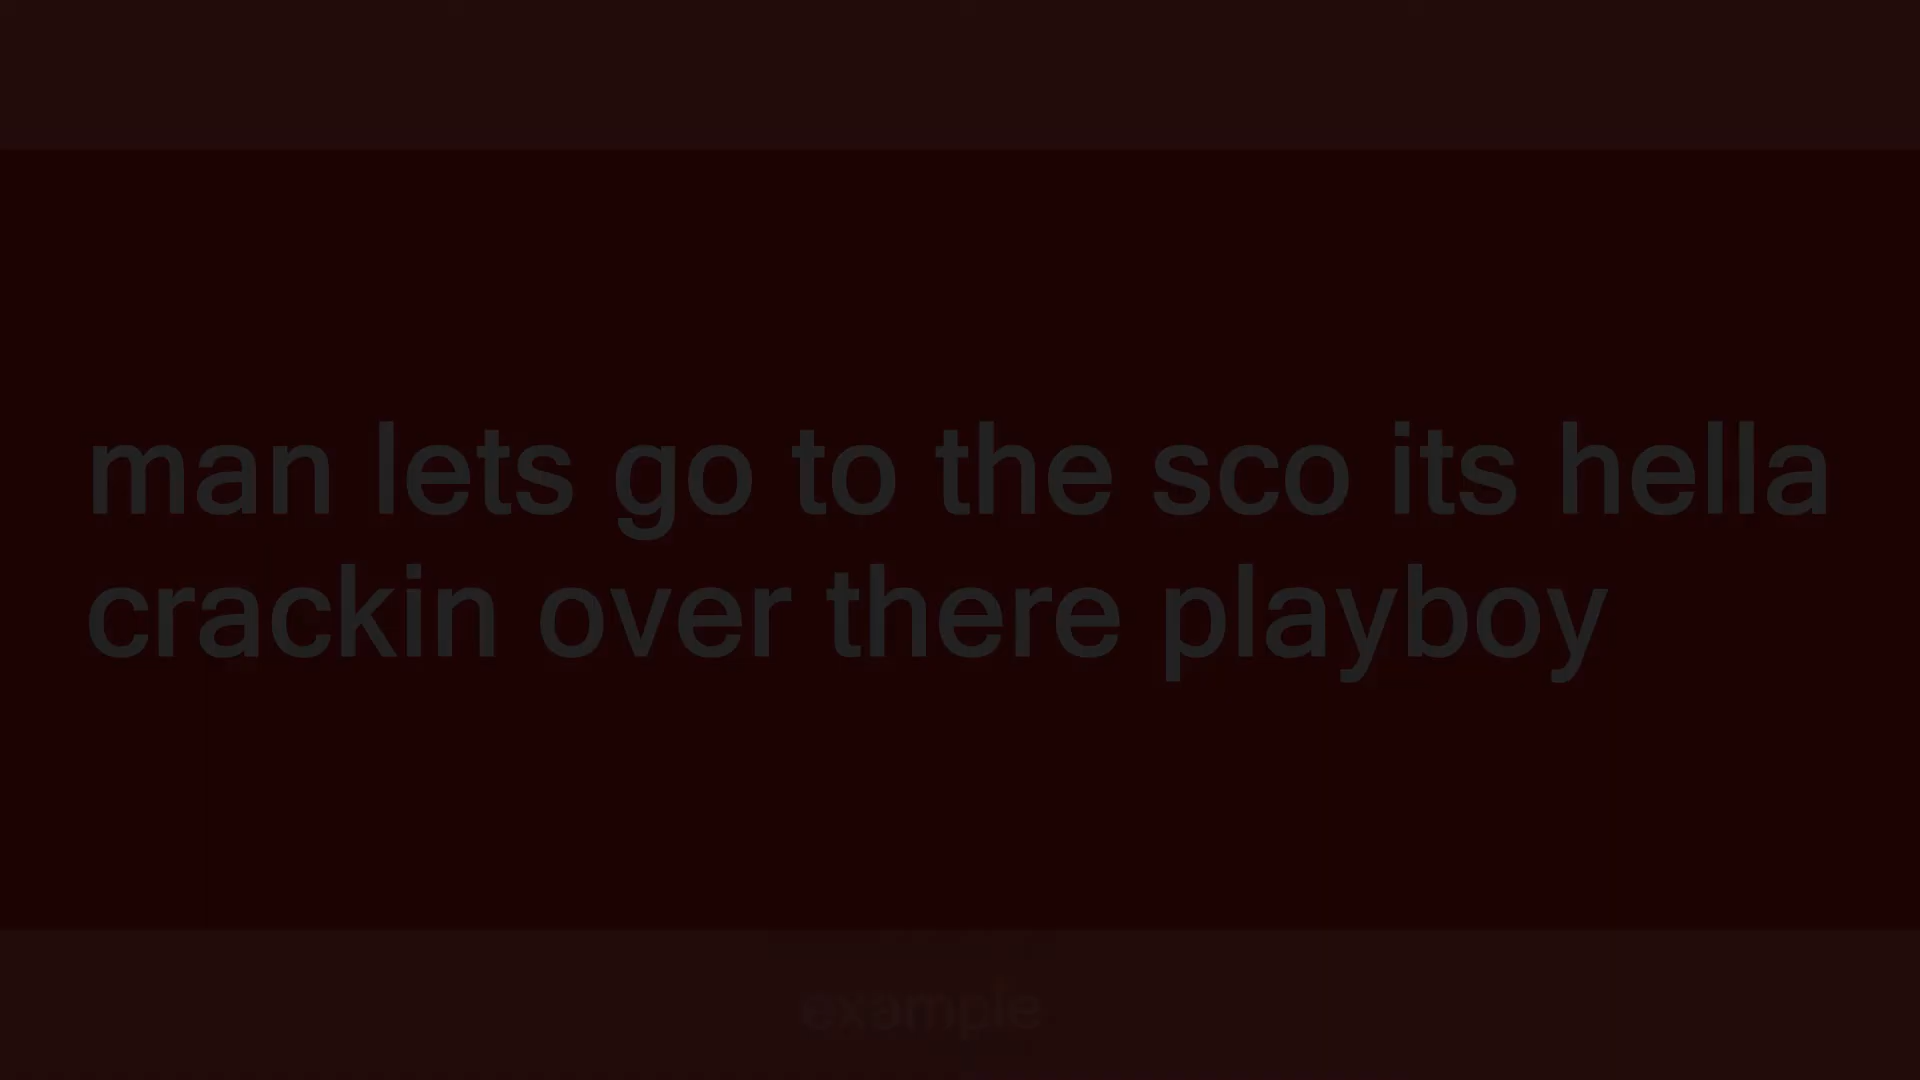 man lets go to the sco its hella
crackin over there playboy
example